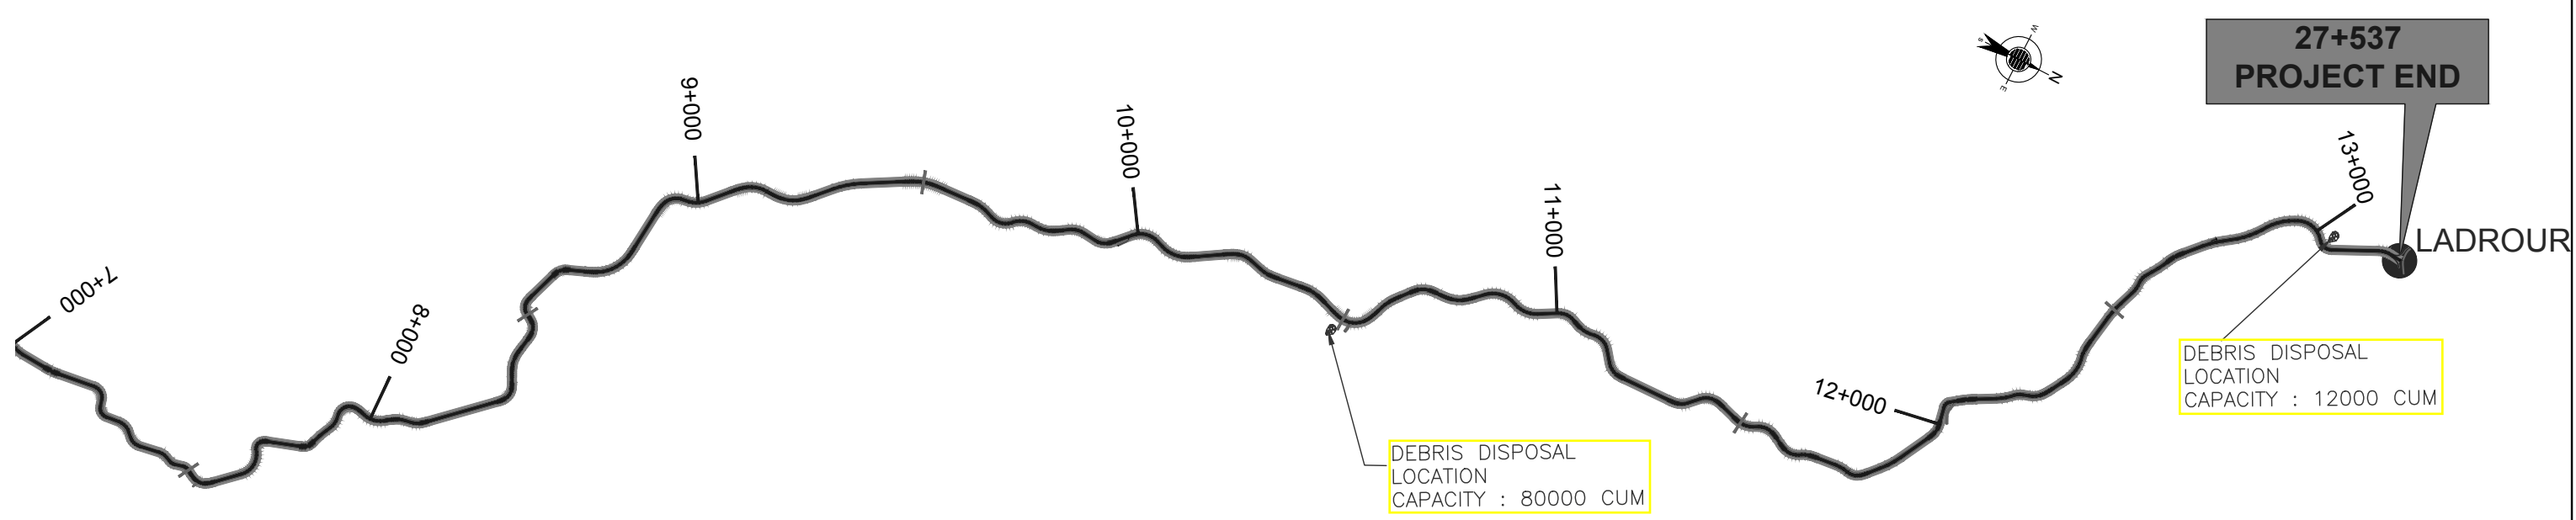 7+000
8+000
9+000
10+000
11+000
12+000
13+000
W
N
E
S
27+537
PROJECT END
LADROUR
DEBRIS DISPOSAL
LOCATION
CAPACITY : 80000 CUM
DEBRIS DISPOSAL
LOCATION
CAPACITY : 12000 CUM